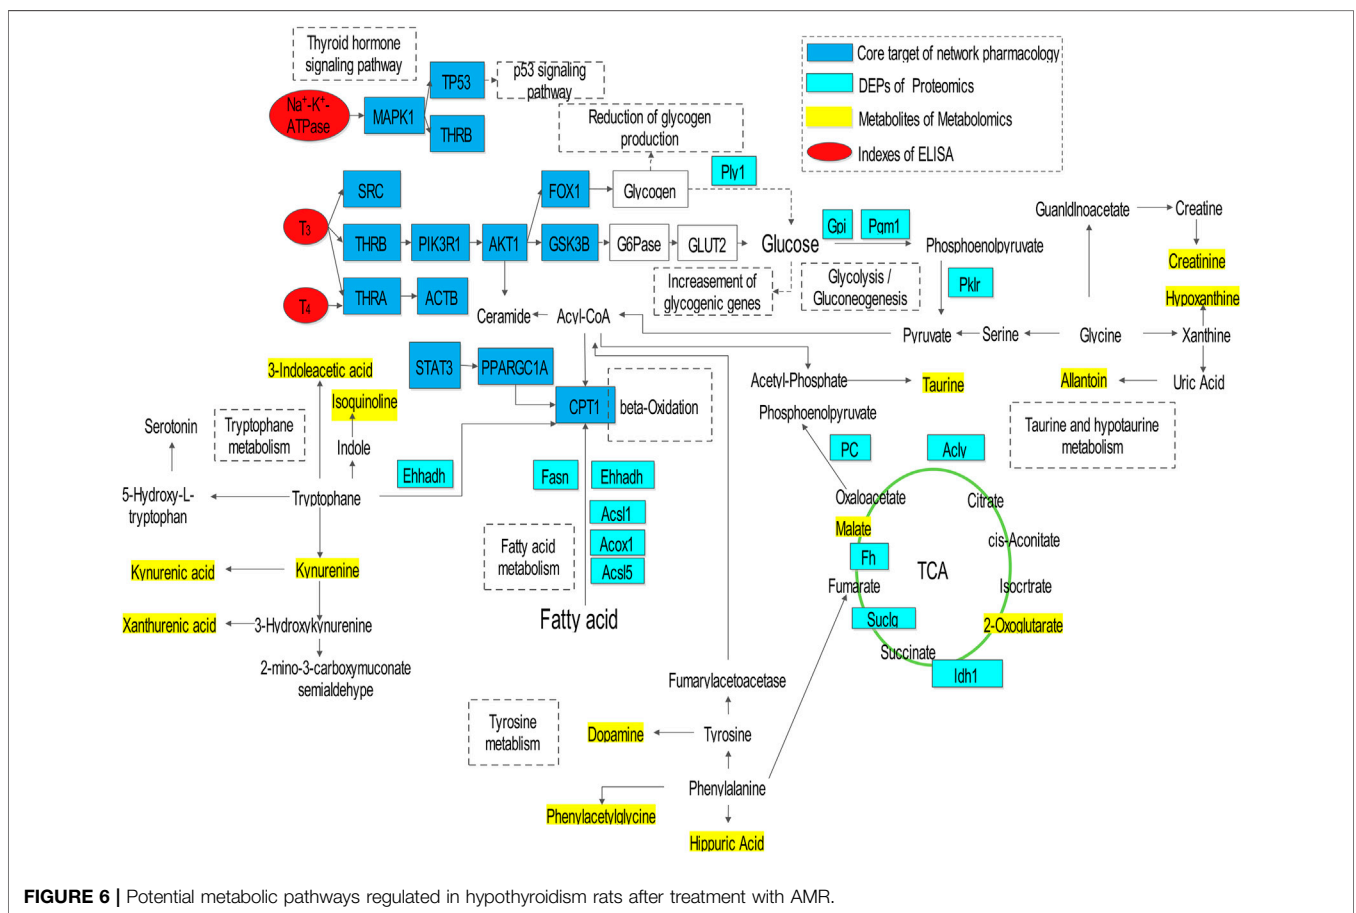 Thyroid hormone
signaling pathway
Core target of network pharmacology
DEPs of Proteomics
Metabolites of Metabolomics
Indexes of ELISA
Na⁺-K⁺-
ATPase
MAPK1
TP53
THRB
p53 signaling
pathway
Reduction of glycogen
production
SRC
FOX1
Glycogen
Ply1
T₃
THRB
PIK3R1
AKT1
GSK3B
G6Pase
GLUT2
Glucose
Gpi
Pgm1
Phosphoenolpyruvate
Guanldlnoacetate
Creatine
Creatinine
T₄
THRA
ACTB
Increasement of
glycogenic genes
Glycolysis /
Gluconeogenesis
Pklr
Hypoxanthine
Ceramide
Acyl-CoA
Pyruvate
Serine
Glycine
Xanthine
STAT3
PPARGC1A
CPT1
beta-Oxidation
Acetyl-Phosphate
Taurine
Allantoin
Uric Acid
Taurine and hypotaurine
metabolism
3-Indoleacetic acid
Isoquinoline
Serotonin
Tryptophane
metabolism
Indole
5-Hydroxy-L-
tryptophan
Tryptophane
Ehhadh
Fasn
Ehhadh
Acsl1
Acox1
Acsl5
Fatty acid
metabolism
Fatty acid
Kynurenic acid
Kynurenine
Xanthurenic acid
3-Hydroxykynurenine
2-mino-3-carboxymuconate
semialdehype
Phosphoenolpyruvate
PC
Acly
Oxaloacetate
Citrate
Malate
cis-Aconitate
Fh
TCA
Fumarate
Isocrtrate
Suclg
2-Oxoglutarate
Succinate
Idh1
Fumarylacetoacetase
Tyrosine
metablism
Dopamine
Tyrosine
Phenylalanine
Phenylacetylglycine
Hippuric Acid
FIGURE 6 | Potential metabolic pathways regulated in hypothyroidism rats after treatment with AMR.